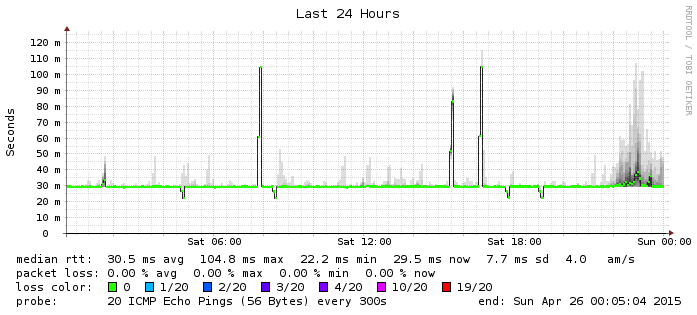 Last 24 Hours
RRDTOOL / TOBI OETIKER
Seconds
120 m
110 m
100 m
90 m
80 m
70 m
60 m
50 m
40 m
30 m
20 m
10 m
0
Sat 06:00 Sat 12:00 Sat 18:00 Sun 00:00
median rtt: 30.5 ms avg 104.8 ms max 22.2 ms min 29.5 ms now 7.7 ms sd 4.0 am/s
packet loss: 0.00 % avg 0.00 % max 0.00 % min 0.00 % now
loss color: 0 1/20 2/20 3/20 4/20 10/20 19/20
probe: 20 ICMP Echo Pings (56 Bytes) every 300s end: Sun Apr 26 00:05:04 2015